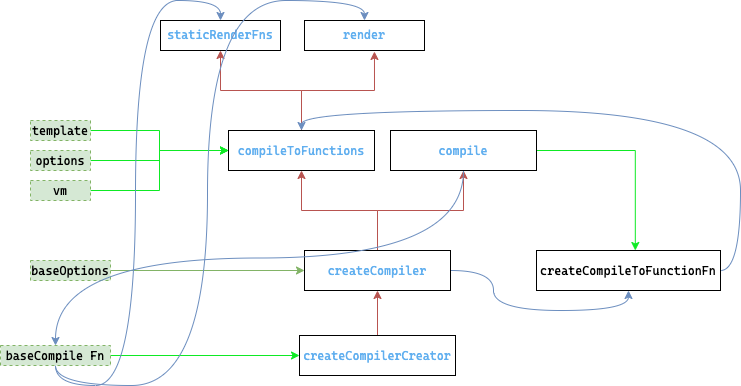 staticRenderFns
render
template
options
vm
compileToFunctions
compile
baseOptions
createCompiler
createCompileToFunctionFn
baseCompile Fn
createCompilerCreator